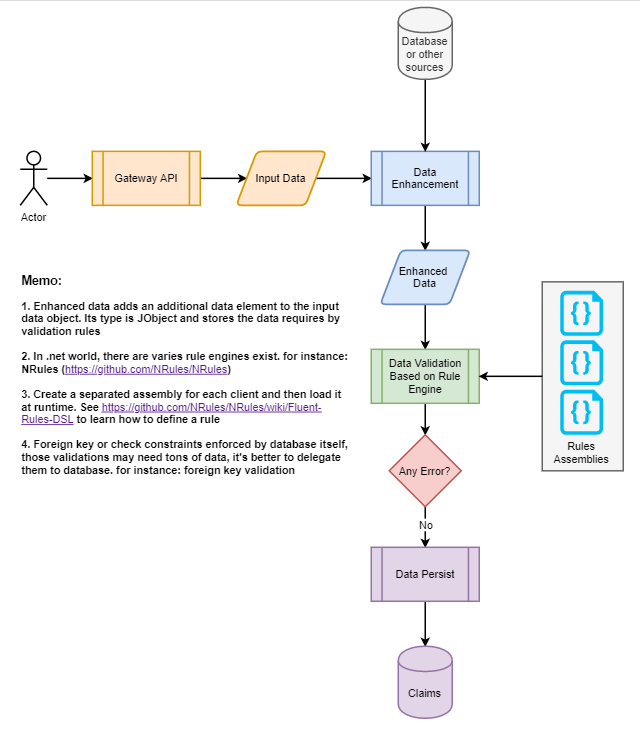 Database
or other
sources
Actor
Gateway API
Input Data
Data
Enhancement
Enhanced
Data
Memo:
1. Enhanced data adds an additional data element to the input
data object. Its type is JObject and stores the data requires by
validation rules
2. In .net world, there are varies rule engines exist. for instance:
NRules (https://github.com/NRules/NRules)
3. Create a separated assembly for each client and then load it
at runtime. See https://github.com/NRules/NRules/wiki/Fluent-
Rules-DSL to learn how to define a rule
4. Foreign key or check constraints enforced by database itself,
those validations may need tons of data, it's better to delegate
them to database. for instance: foreign key validation
Data Validation
Based on Rule
Engine
{}
{}
{}
Rules
Assemblies
Any Error?
No
Data Persist
Claims